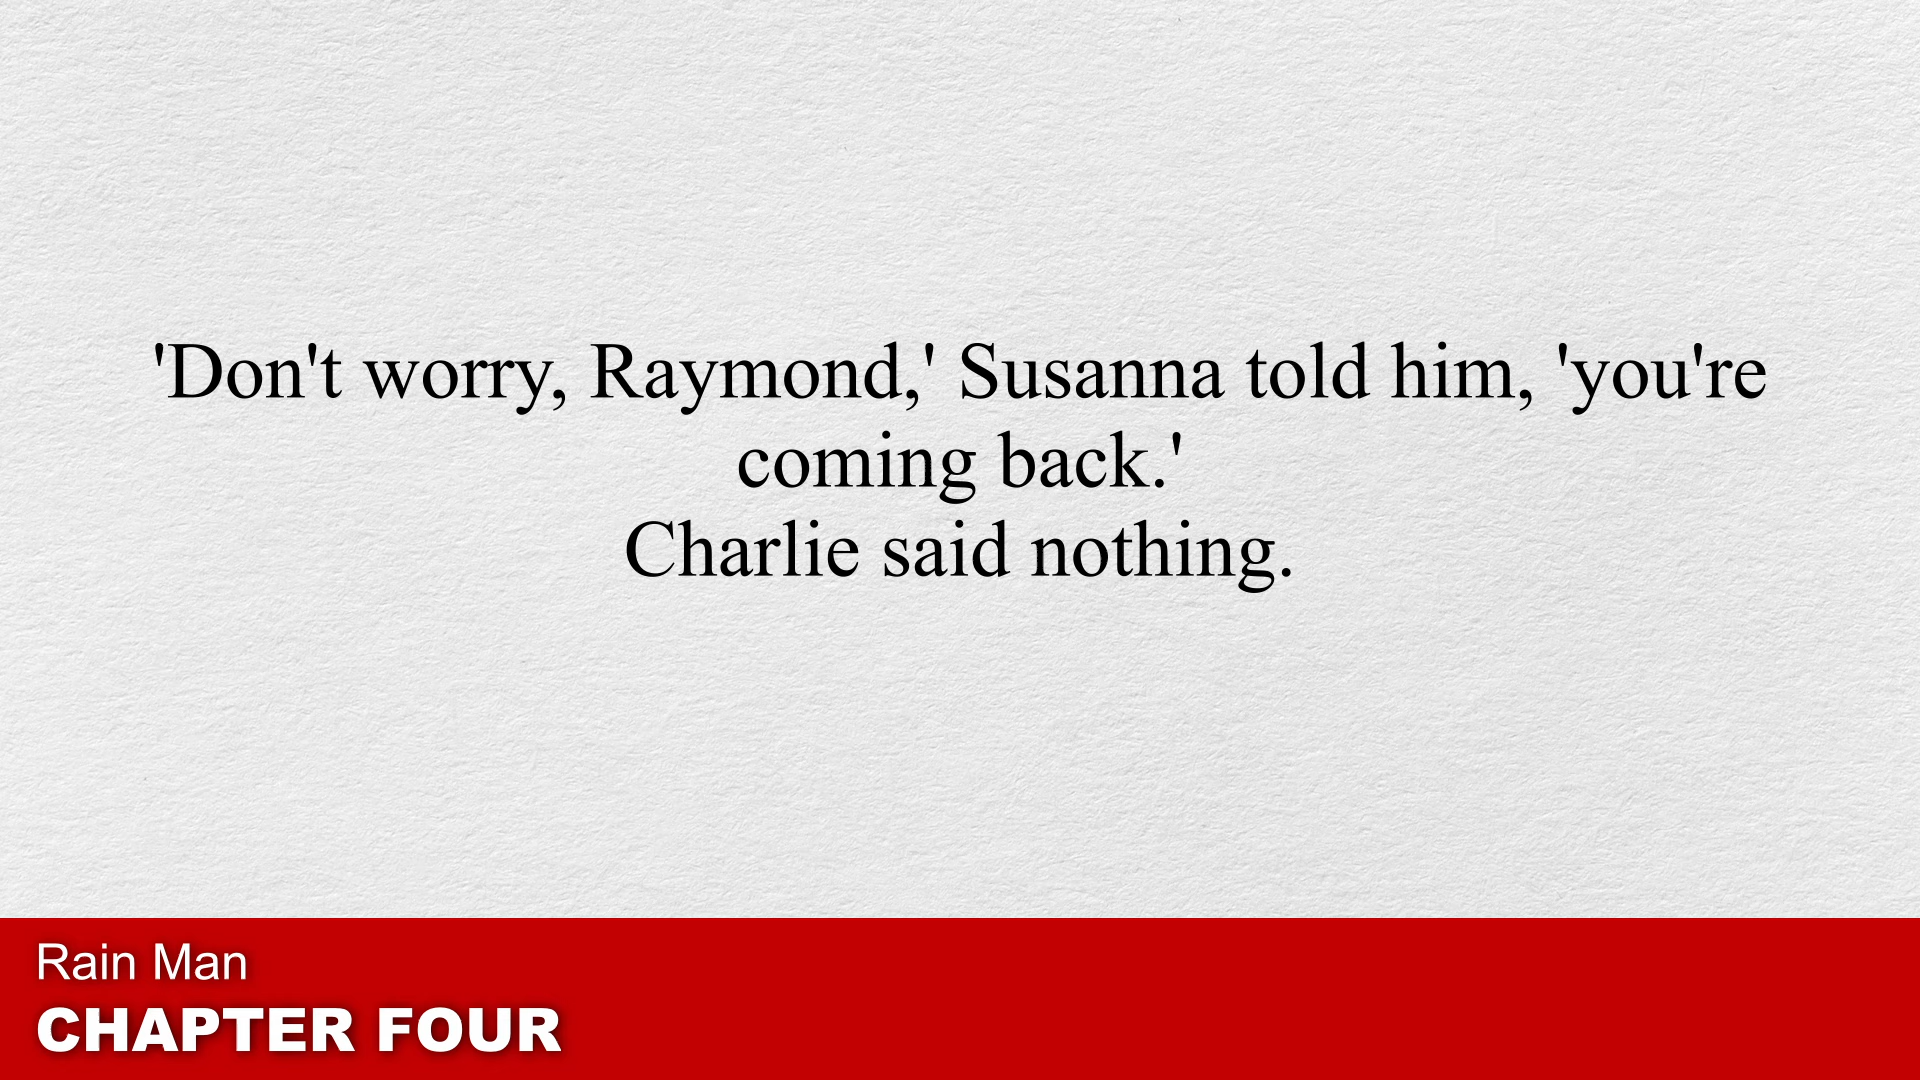 'Don't worry, Raymond,' Susanna told him, 'you're
coming back.'
Charlie said nothing.
Rain Man
CHAPTER FOUR